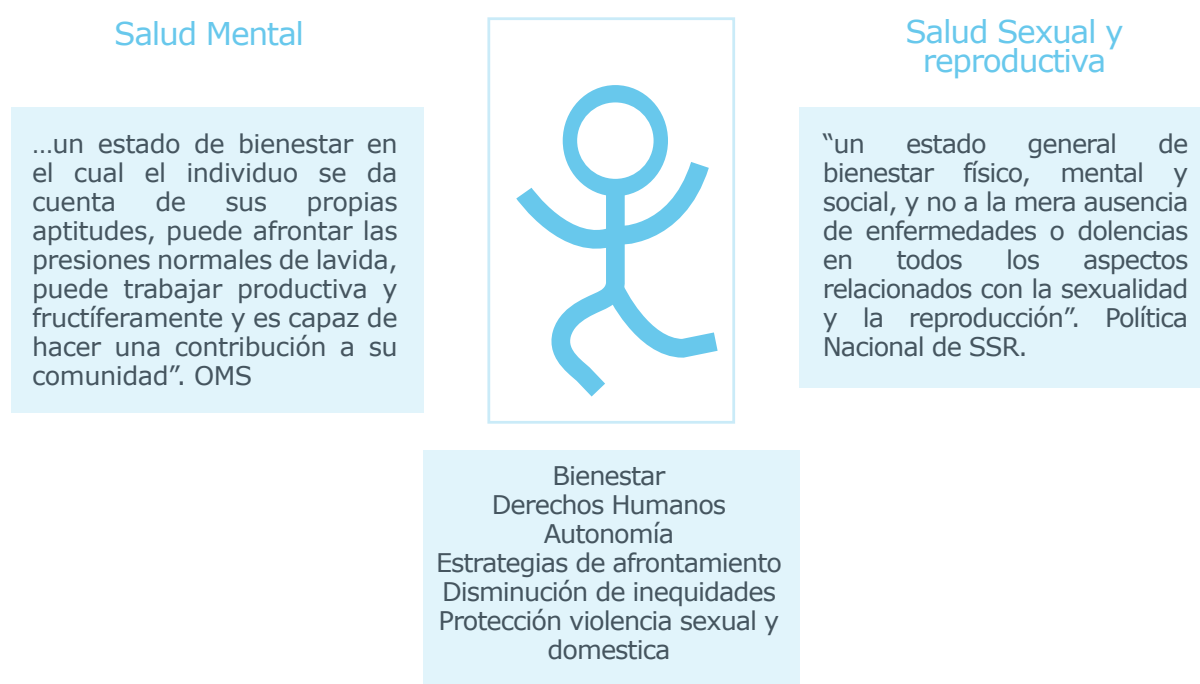 Salud Mental
…un estado de bienestar en
el cual el individuo se da
cuenta de sus propias
aptitudes, puede afrontar las
presiones normales de lavida,
puede trabajar productiva y
fructíferamente y es capaz de
hacer una contribución a su
comunidad”. OMS
Salud Sexual y
reproductiva
“un estado general de
bienestar físico, mental y
social, y no a la mera ausencia
de enfermedades o dolencias
en todos los aspectos
relacionados con la sexualidad
y la reproducción”. Política
Nacional de SSR.
Bienestar
Derechos Humanos
Autonomía
Estrategias de afrontamiento
Disminución de inequidades
Protección violencia sexual y
domestica